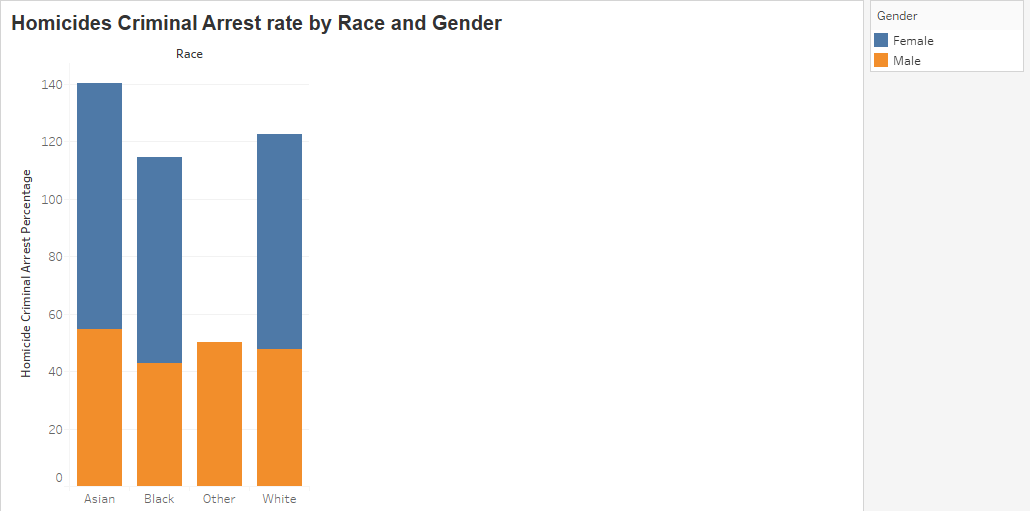 Homicides Criminal Arrest rate by Race and Gender
Race
Homicide Criminal Arrest Percentage
140
120
100
80
60
40
20
0
Asian Black Other White
Gender
Female
Male